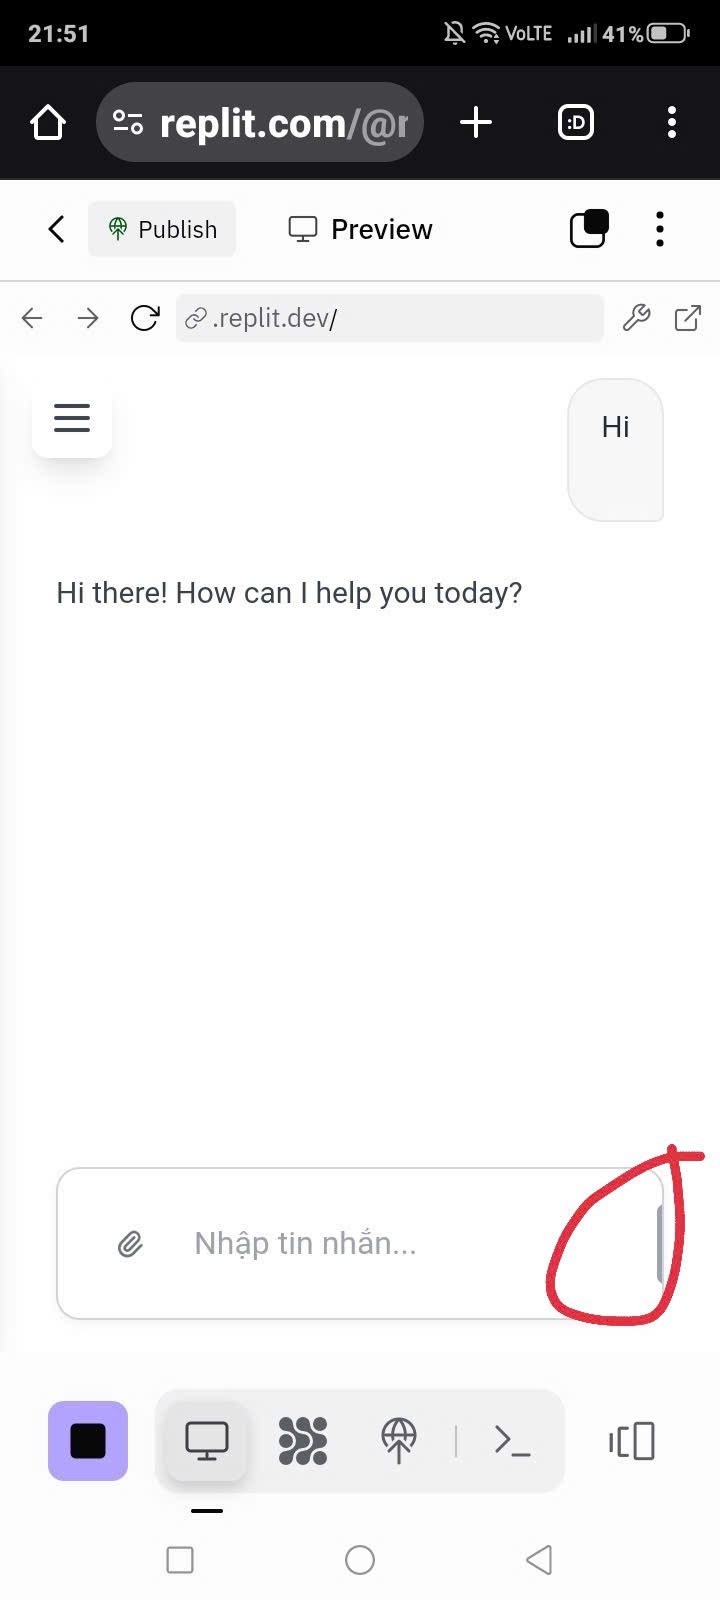 21:51 VoLTE 41%
:D
replit.com/@r
Publish Preview
.replit.dev/
Hi
Hi there! How can I help you today?
Nhập tin nhắn...